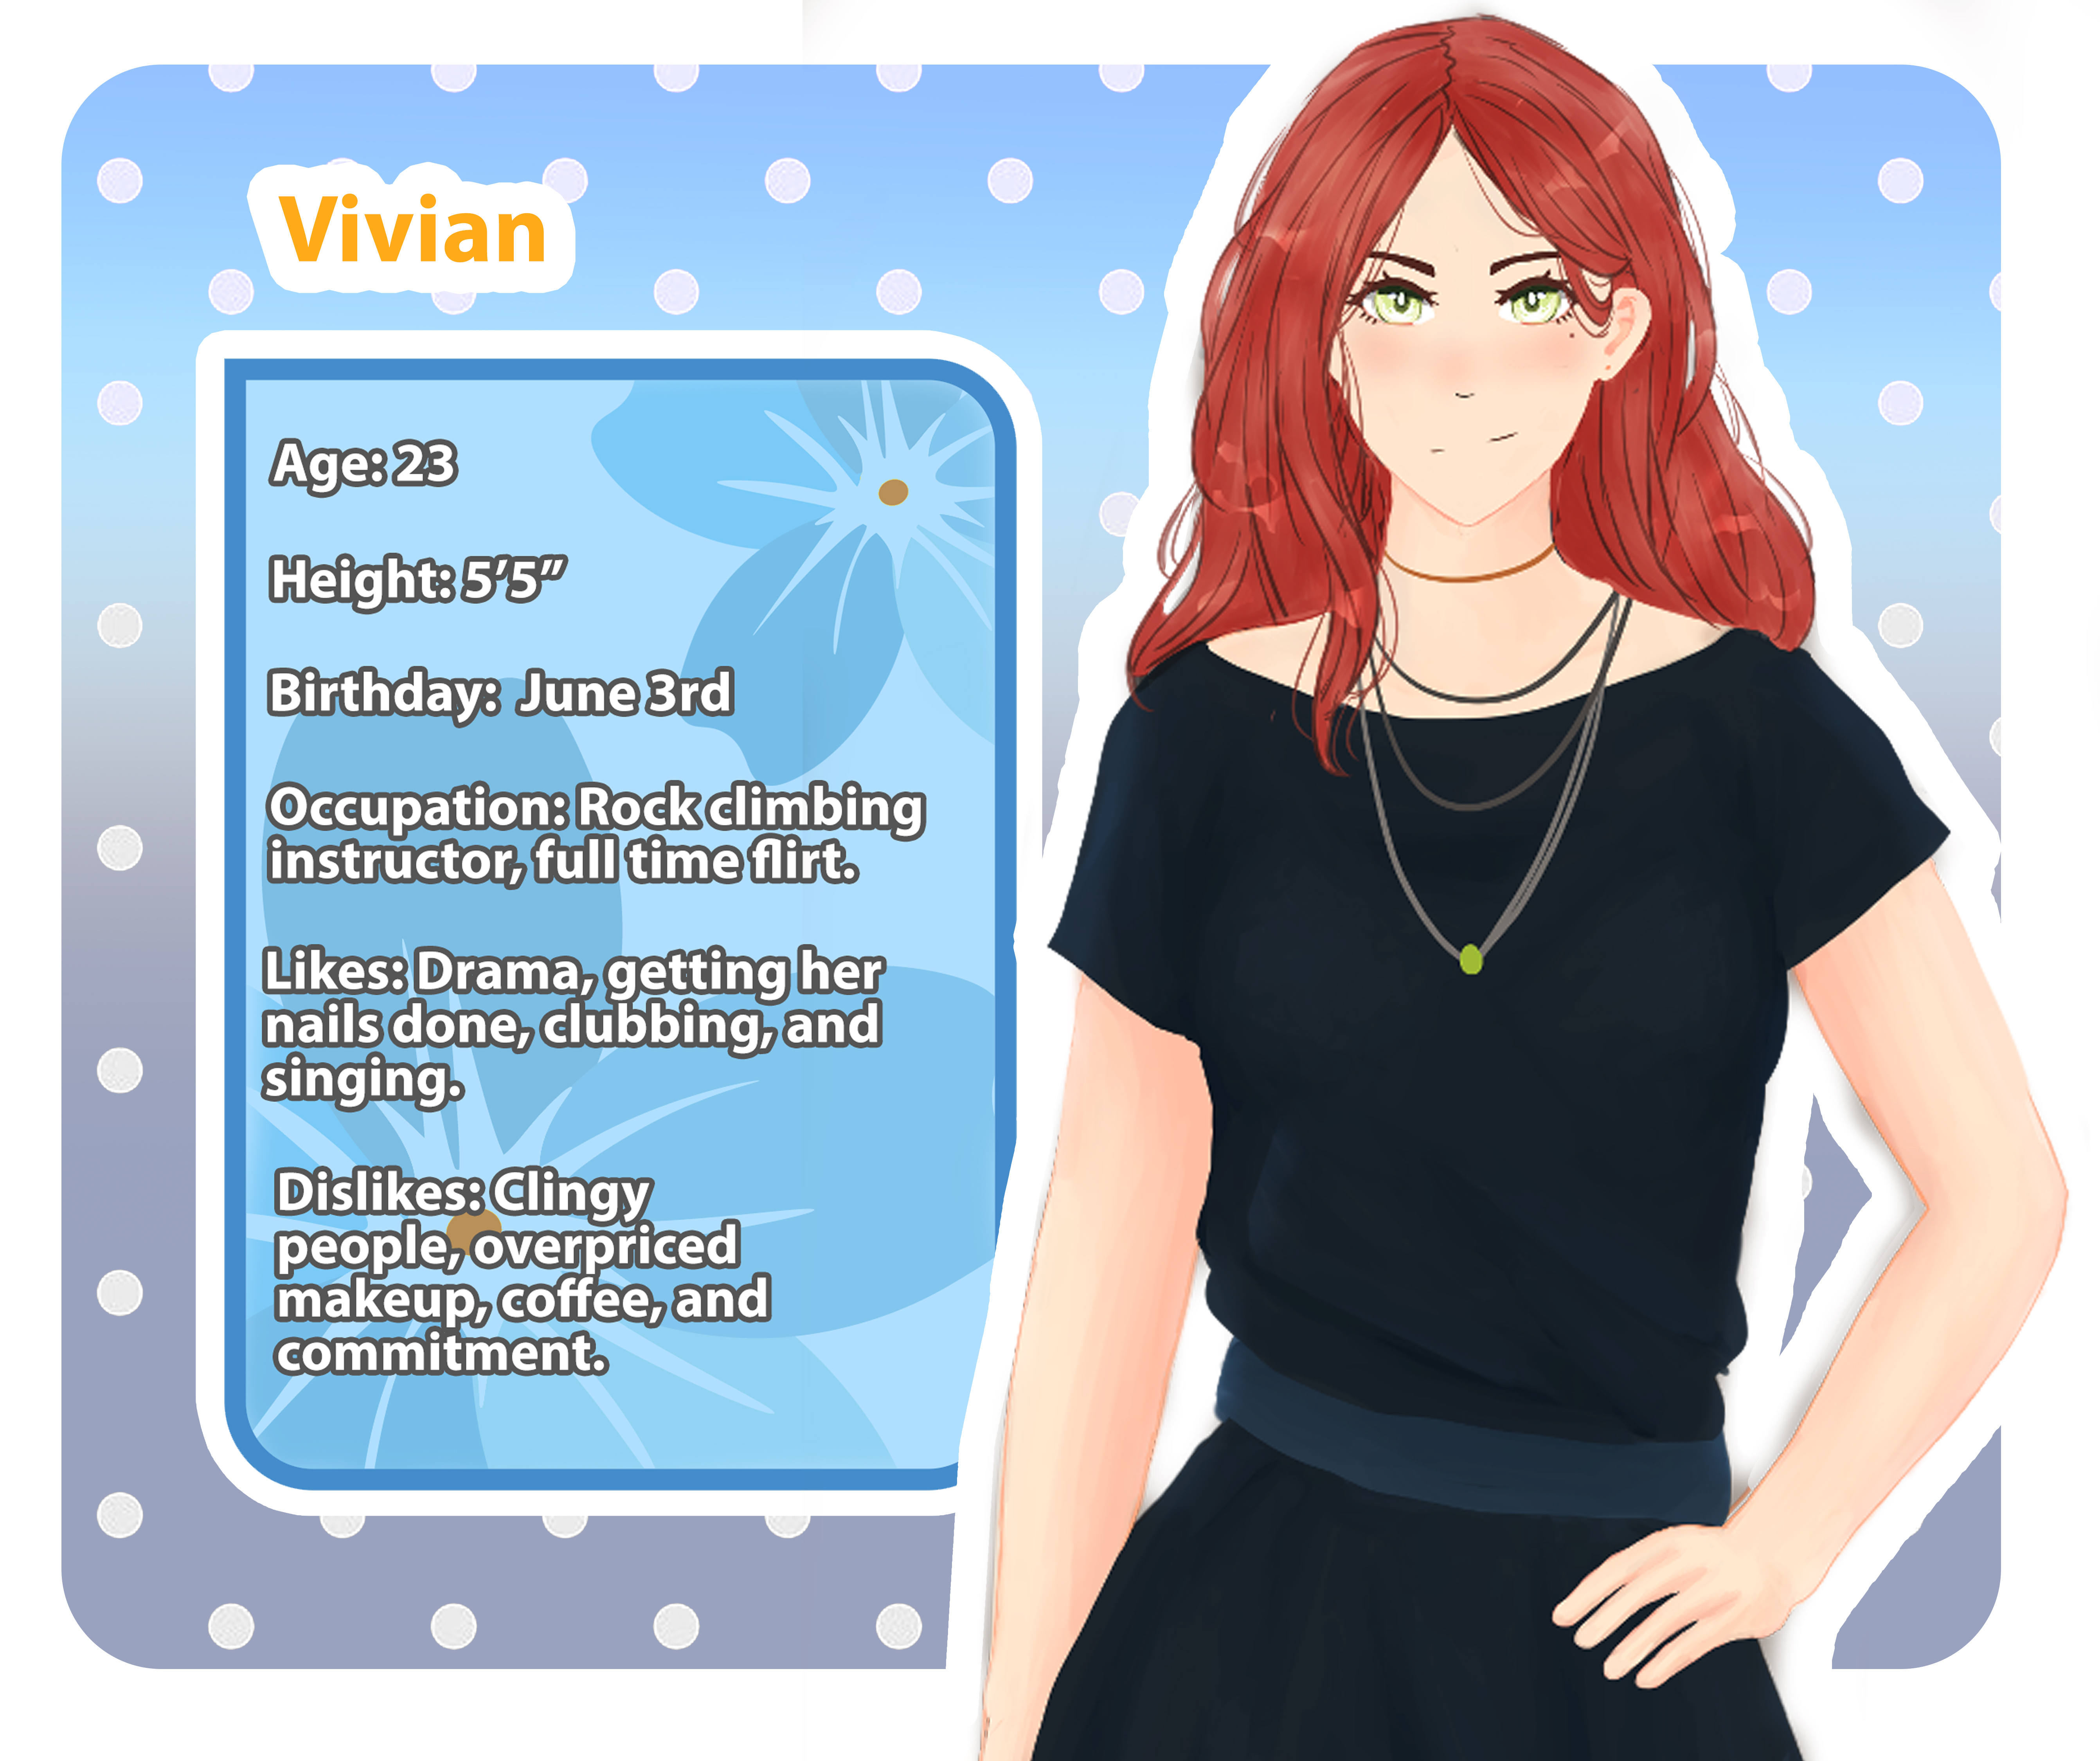 Vivian
Age: 23
Height: 5’5”
Birthday:  June 3rd
Occupation: Rock climbing
instructor, full time flirt.
Likes: Drama, getting her
nails done, clubbing, and
singing.
Dislikes: Clingy
people, overpriced
makeup, coffee, and
commitment.